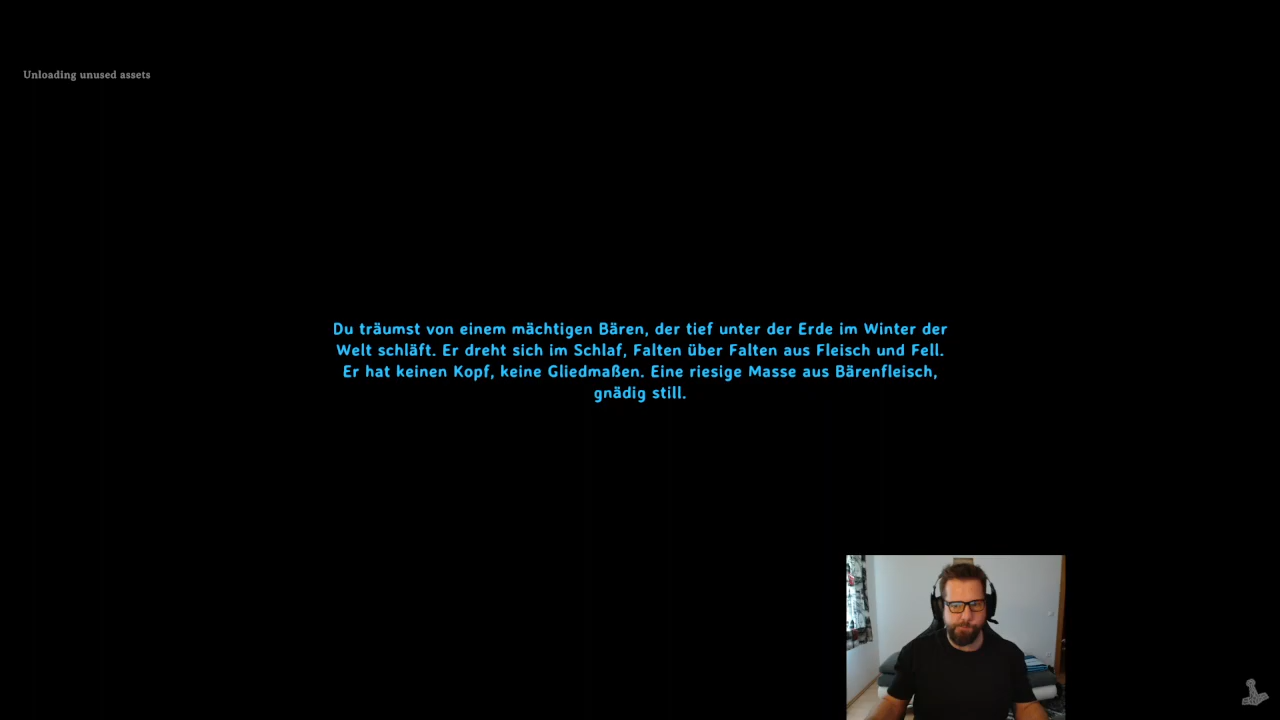 Unloading unused assets
Du träumst von einem mächtigen Bären, der tief unter der Erde im Winter der
Welt schläft. Er dreht sich im Schlaf, Falten über Falten aus Fleisch und Fell.
Er hat keinen Kopf, keine Gliedmaßen. Eine riesige Masse aus Bärenfleisch,
gnädig still.